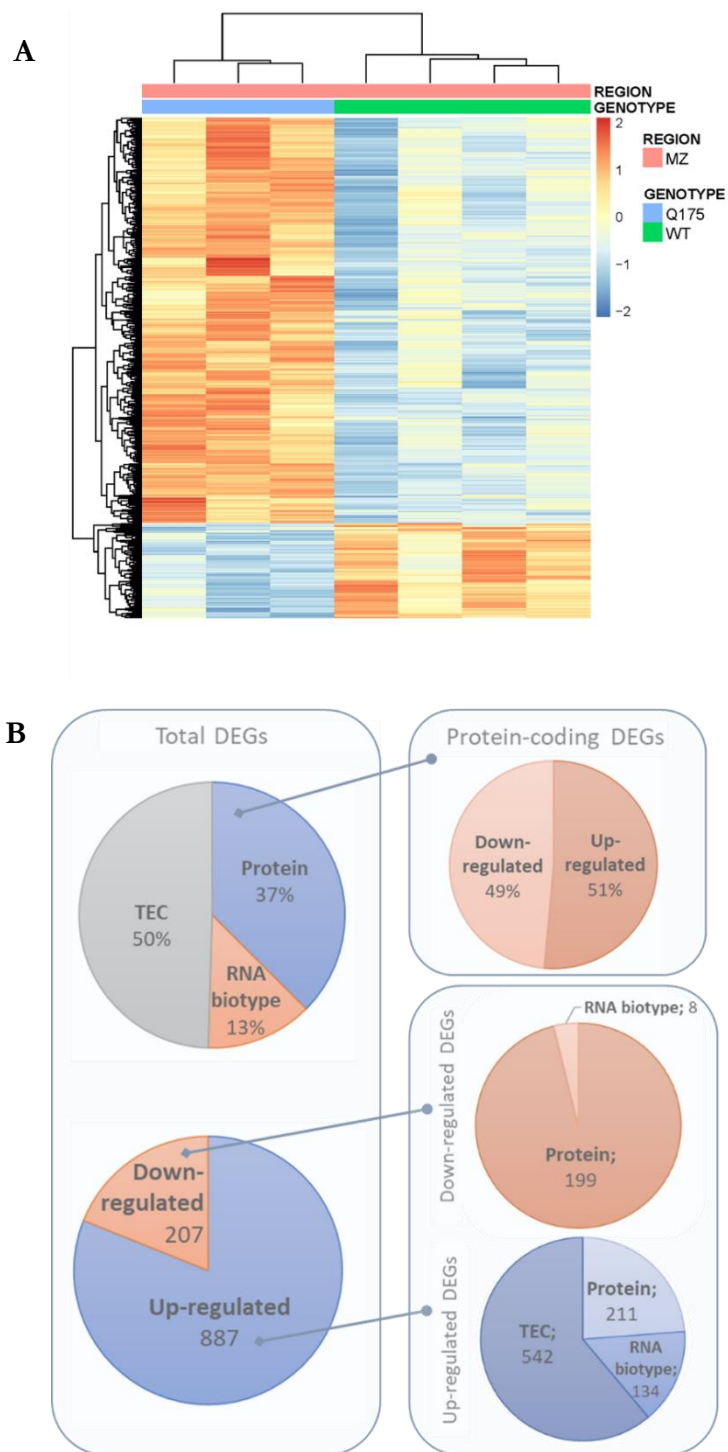 A
REGION
GENOTYPE
2
1
0
−1
−2
REGION
MZ
GENOTYPE
Q175
WT
B
Total DEGs
TEC
50%
Protein
37%
RNA
biotype
13%
Protein-coding DEGs
Down-
regulated
49%
Up-
regulated
51%
Down-
regulated
207
Up-regulated
887
Down-regulated DEGs
RNA biotype; 8
Protein;
199
Up-regulated DEGs
Protein;
211
TEC;
542
RNA
biotype;
134